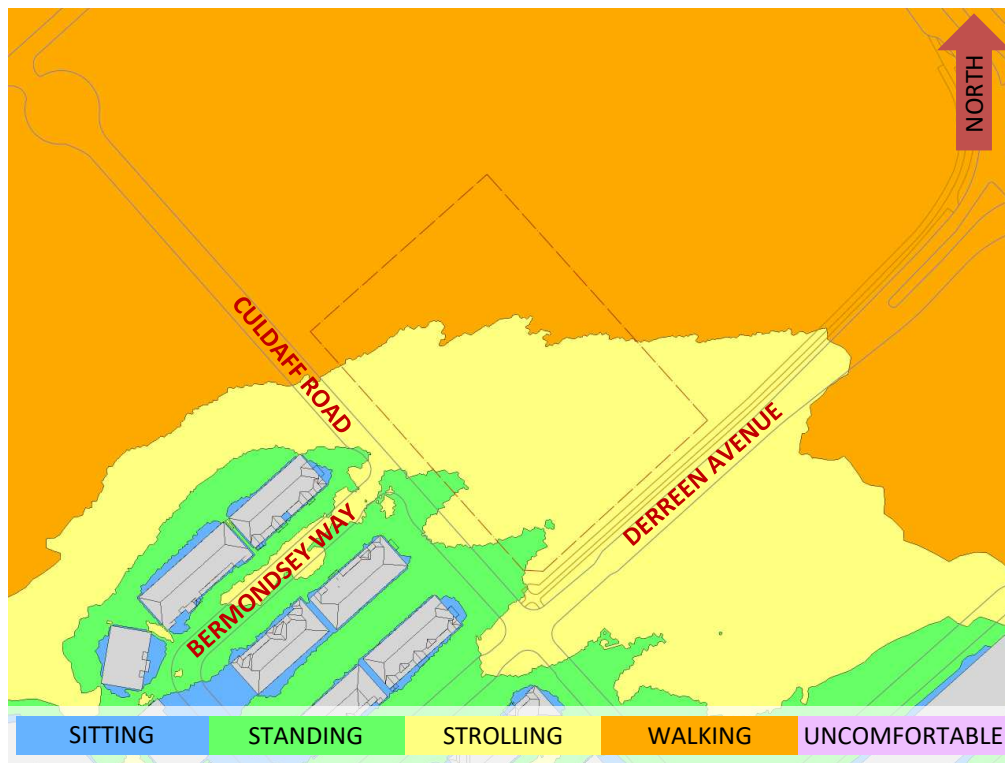 NORTH
CULDAFF ROAD
DERREEN AVENUE
BERMONDSEY WAY
SITTING STANDING STROLLING WALKING UNCOMFORTABLE